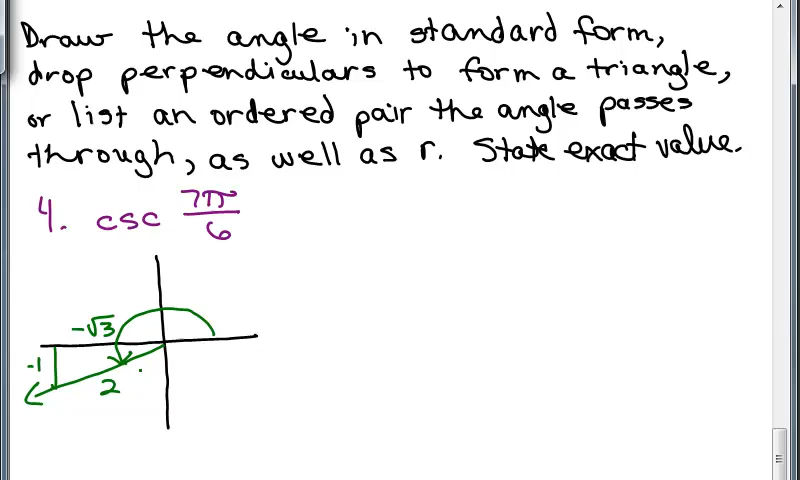 Draw the angle in standard form,
drop perpendiculars to form a triangle,
or list an ordered pair the angle passes
through, as well as r. State exact value.
4. csc 7π/6
-√3
-1
2